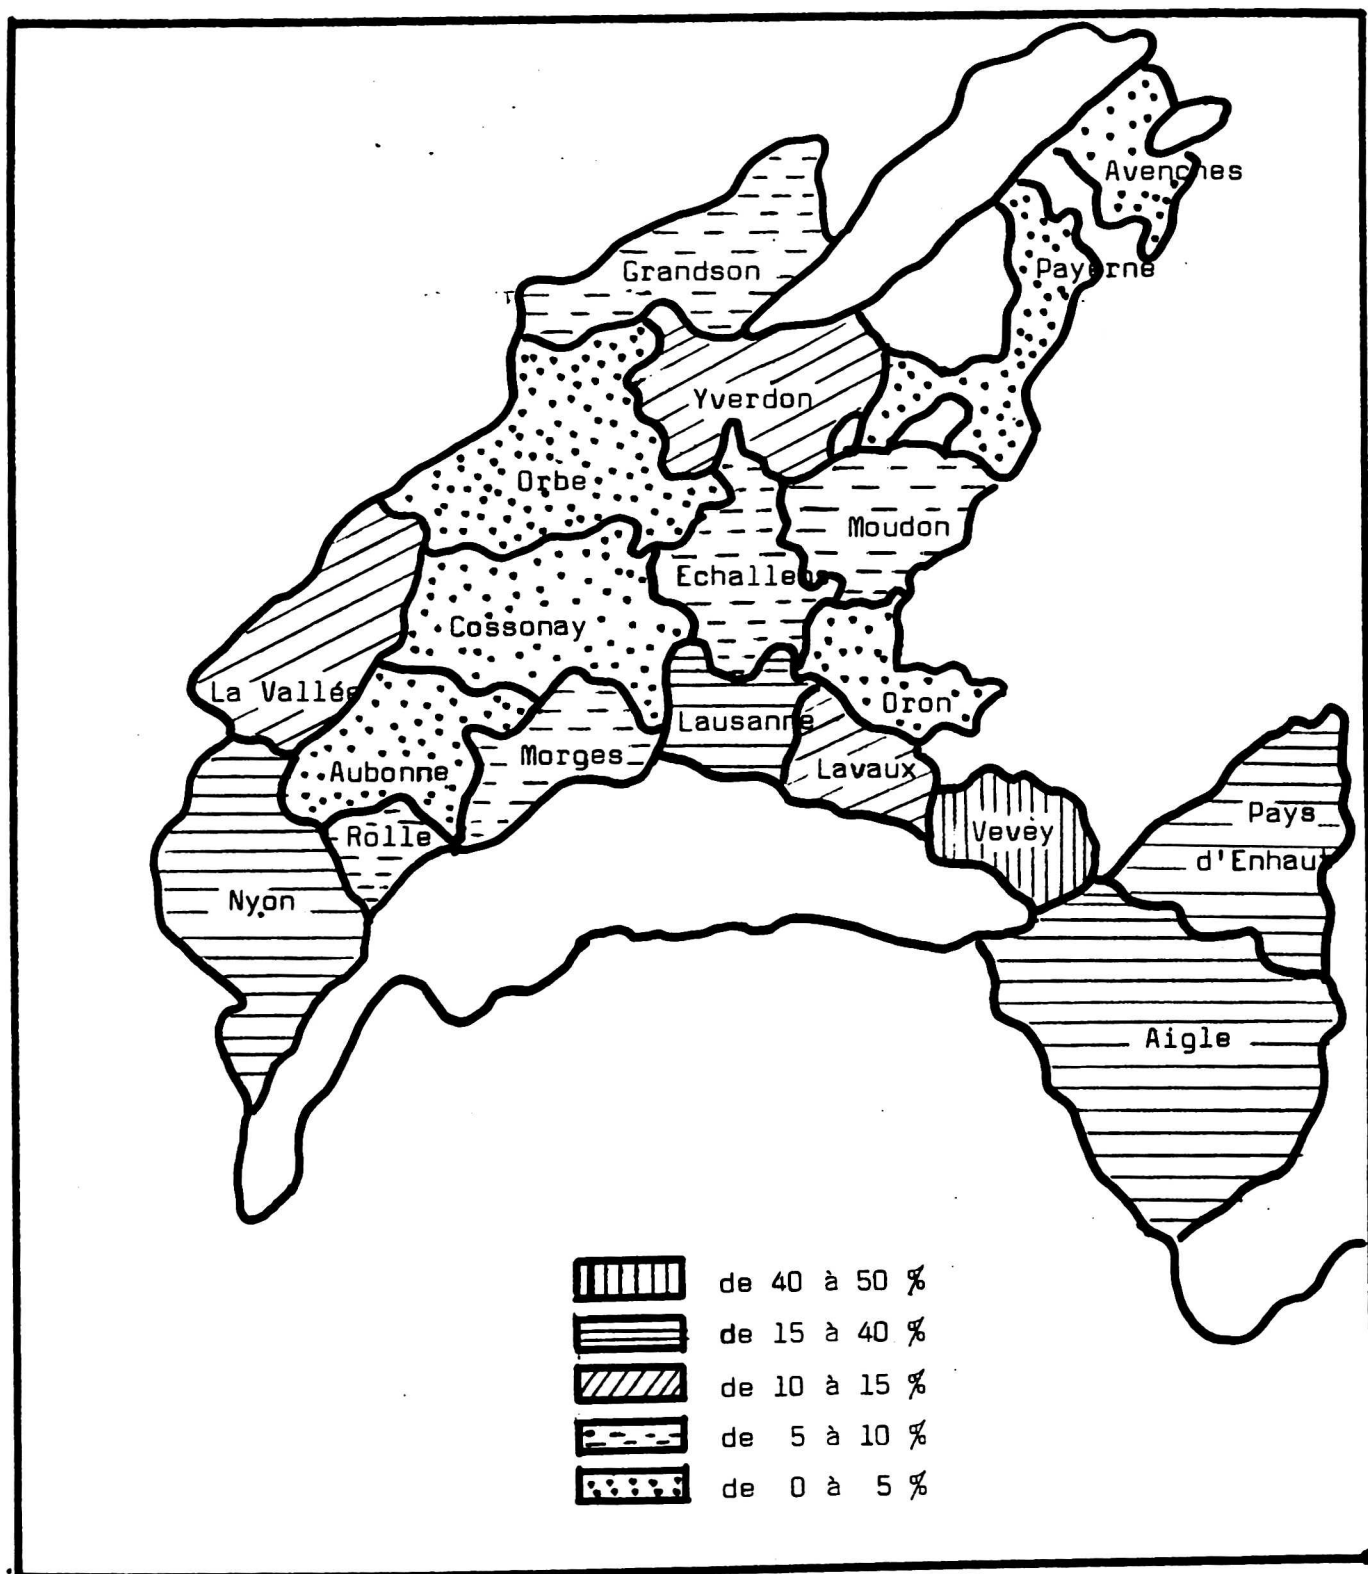 Avenches
Grandson
Payerne
Yverdon
Orbe
Moudon
Echallens
Cossonay
La Vallée
Oron
Lausanne
Morges
Lavaux
Aubonne
Pays
d'Enhaut
Vevey
Rolle
Nyon
Aigle
de 40 à 50 %
de 15 à 40 %
de 10 à 15 %
de 5 à 10 %
de 0 à 5 %